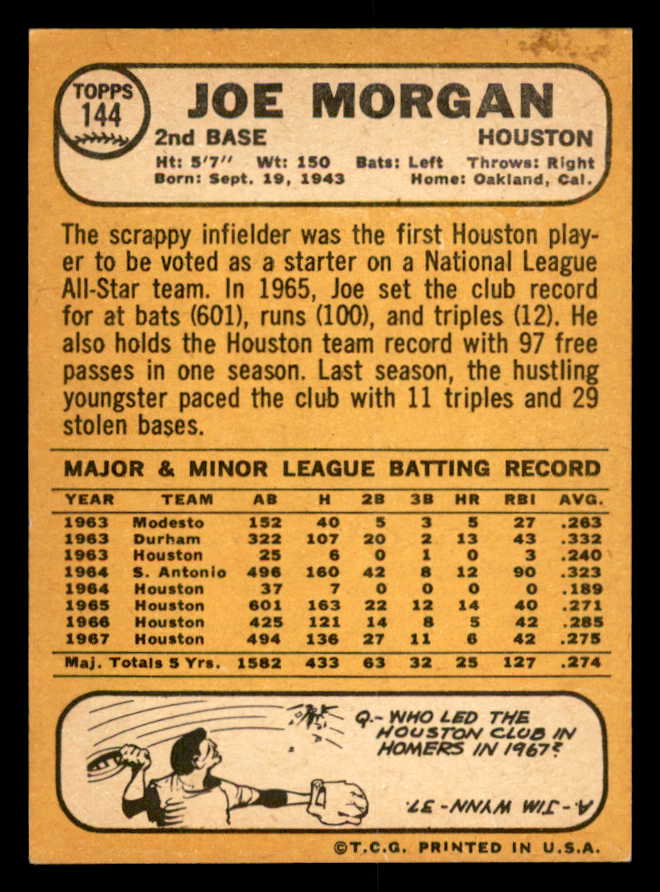 TOPPS
144
JOE MORGAN
2nd BASE HOUSTON
Ht: 5'7" Wt: 150 Bats: Left Throws: Right
Born: Sept. 19, 1943 Home: Oakland, Cal.
The scrappy infielder was the first Houston play-
er to be voted as a starter on a National League
All-Star team. In 1965, Joe set the club record
for at bats (601), runs (100), and triples (12). He
also holds the Houston team record with 97 free
passes in one season. Last season, the hustling
youngster paced the club with 11 triples and 29
stolen bases.
MAJOR & MINOR LEAGUE BATTING RECORD
YEAR TEAM AB H 2B 3B HR RBI AVG.
1963 Modesto 152 40 5 3 5 27 .263
1963 Durham 322 107 20 2 13 43 .332
1963 Houston 25 6 0 1 0 3 .240
1964 S. Antonio 496 160 42 8 12 90 .323
1964 Houston 37 7 0 0 0 0 .189
1965 Houston 601 163 22 12 14 40 .271
1966 Houston 425 121 14 8 5 42 .285
1967 Houston 494 136 27 11 6 42 .275
Maj. Totals 5 Yrs. 1582 433 63 32 25 127 .274
Q.- WHO LED THE
HOUSTON CLUB IN
HOMERS IN 1967?
A.- JIM WYNN - 37.
©T.C.G. PRINTED IN U.S.A.